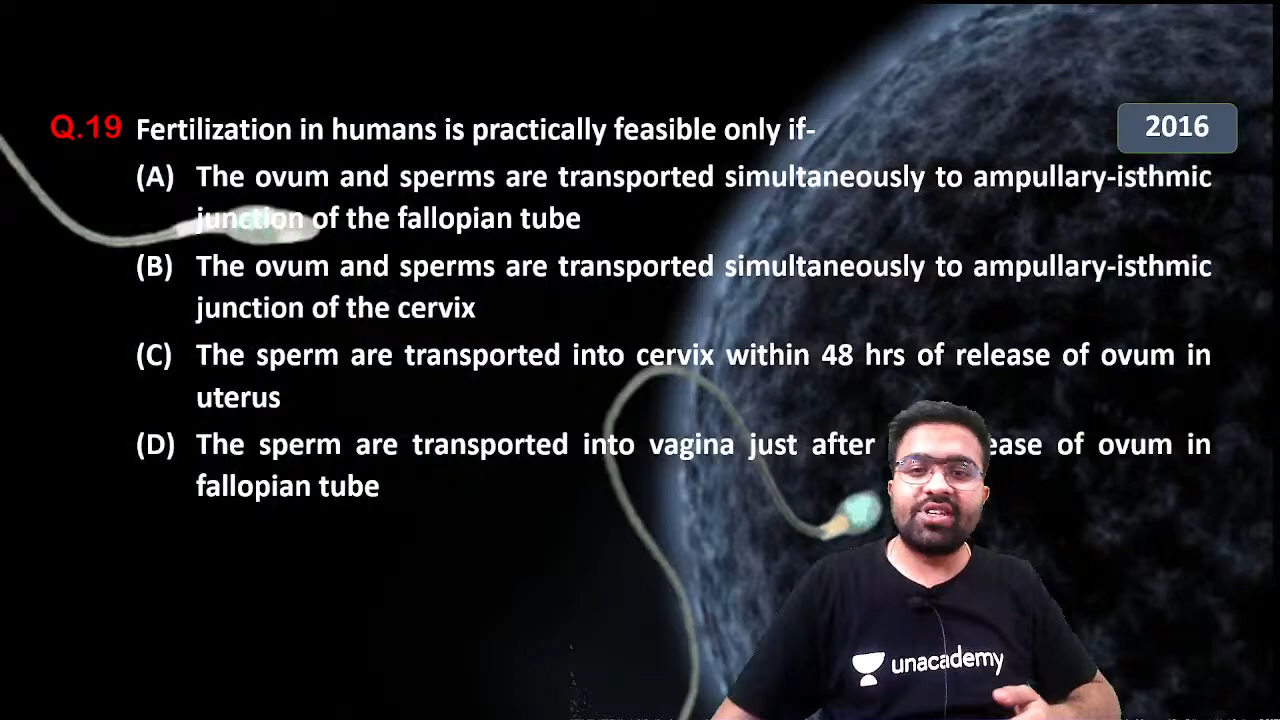 Q.19 Fertilization in humans is practically feasible only if- 2016
(A) The ovum and sperms are transported simultaneously to ampullary-isthmic
junction of the fallopian tube
(B) The ovum and sperms are transported simultaneously to ampullary-isthmic
junction of the cervix
(C) The sperm are transported into cervix within 48 hrs of release of ovum in
uterus
(D) The sperm are transported into vagina just after of ovum in
fallopian tube
unacademy